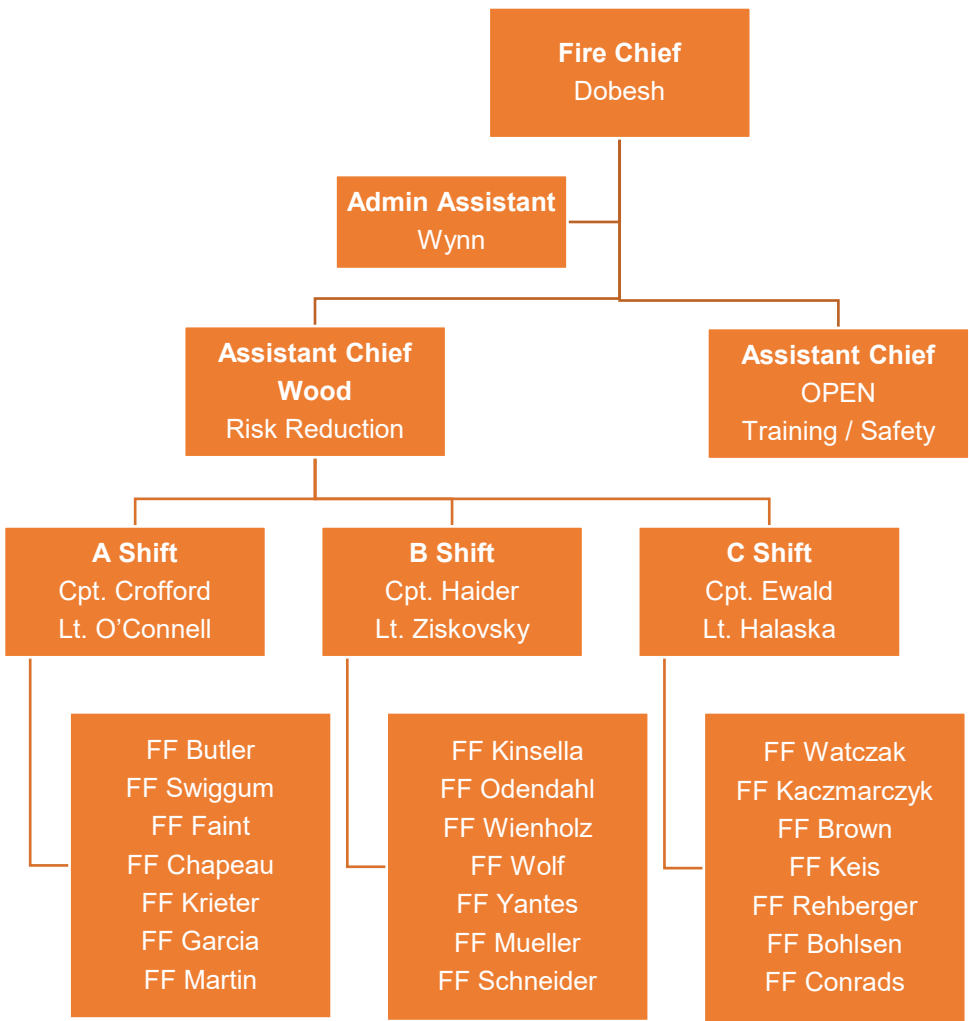 Fire Chief
Dobesh
Admin Assistant
Wynn
Assistant Chief
Wood
Risk Reduction
Assistant Chief
OPEN
Training / Safety
A Shift
Cpt. Crofford
Lt. O’Connell
B Shift
Cpt. Haider
Lt. Ziskovsky
C Shift
Cpt. Ewald
Lt. Halaska
FF Butler
FF Swiggum
FF Faint
FF Chapeau
FF Krieter
FF Garcia
FF Martin
FF Kinsella
FF Odendahl
FF Wienholz
FF Wolf
FF Yantes
FF Mueller
FF Schneider
FF Watczak
FF Kaczmarczyk
FF Brown
FF Keis
FF Rehberger
FF Bohlsen
FF Conrads